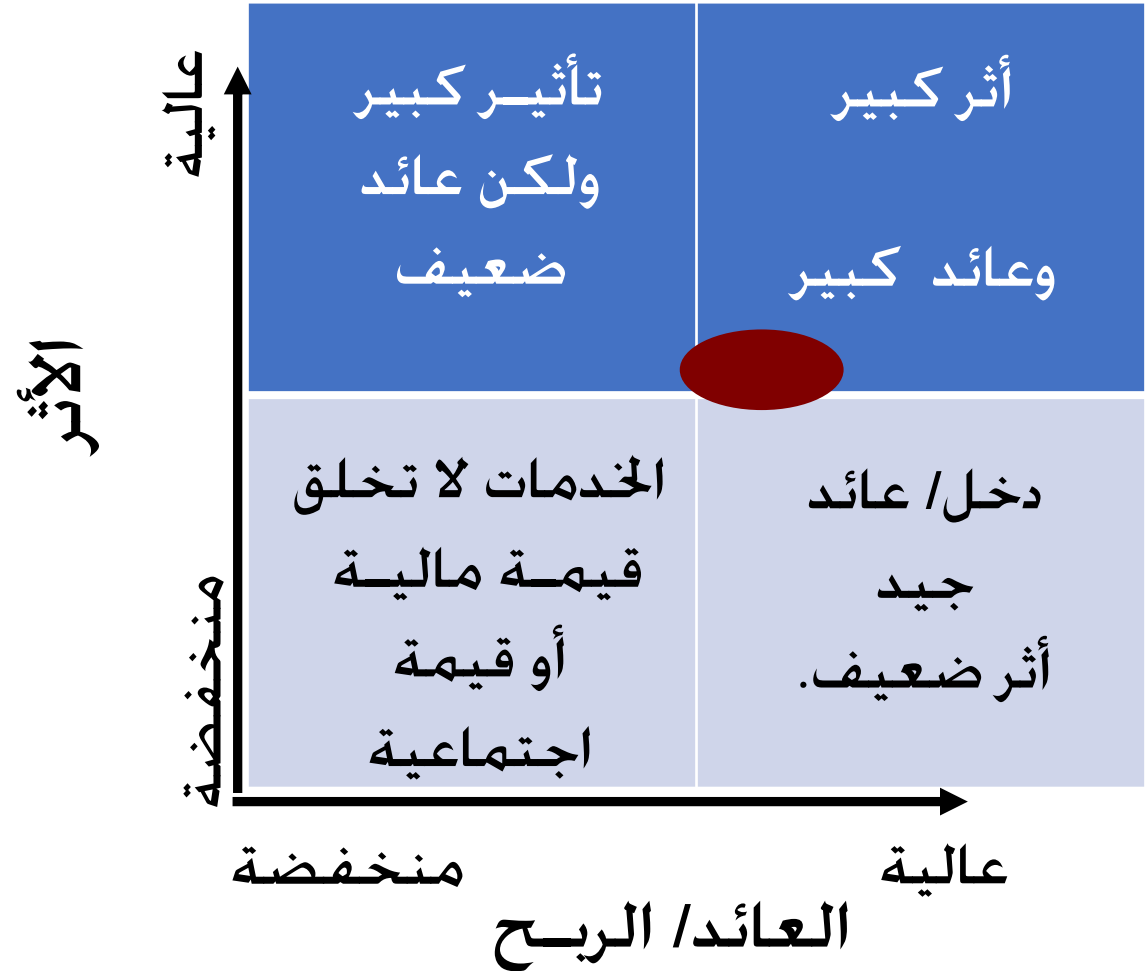 عالية
أثر كبير
وعائد كبير
تأثير كبير
ولكن عائد
ضعيف
الأثر
دخل/ عائد
جيد
أثر ضعيف.
الخدمات لا تخلق
قيمة مالية
أو قيمة
اجتماعية
منخفضة
عالية
منخفضة
العائد/ الربح